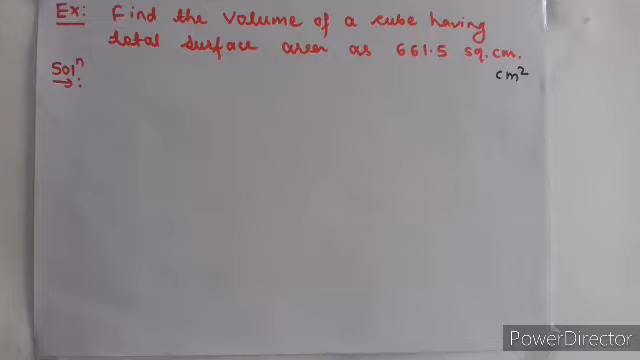 Ex: Find the volume of a cube having
total surface area as 661.5 sq.cm.
cm²
Solⁿ
→ :
PowerDirector